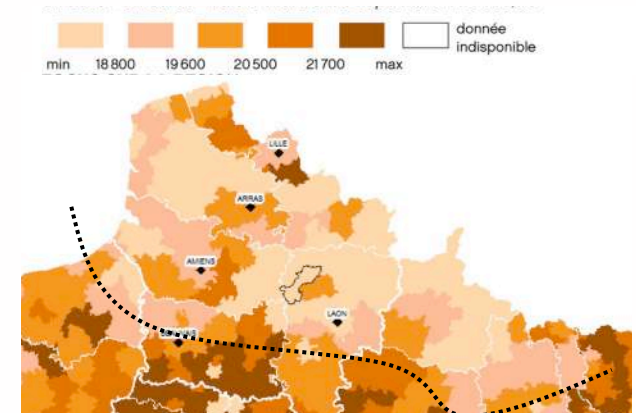 donnée
indisponible
min 18 800 19 600 20 500 21 700 max
LILLE
ARRAS
AMIENS
LAON